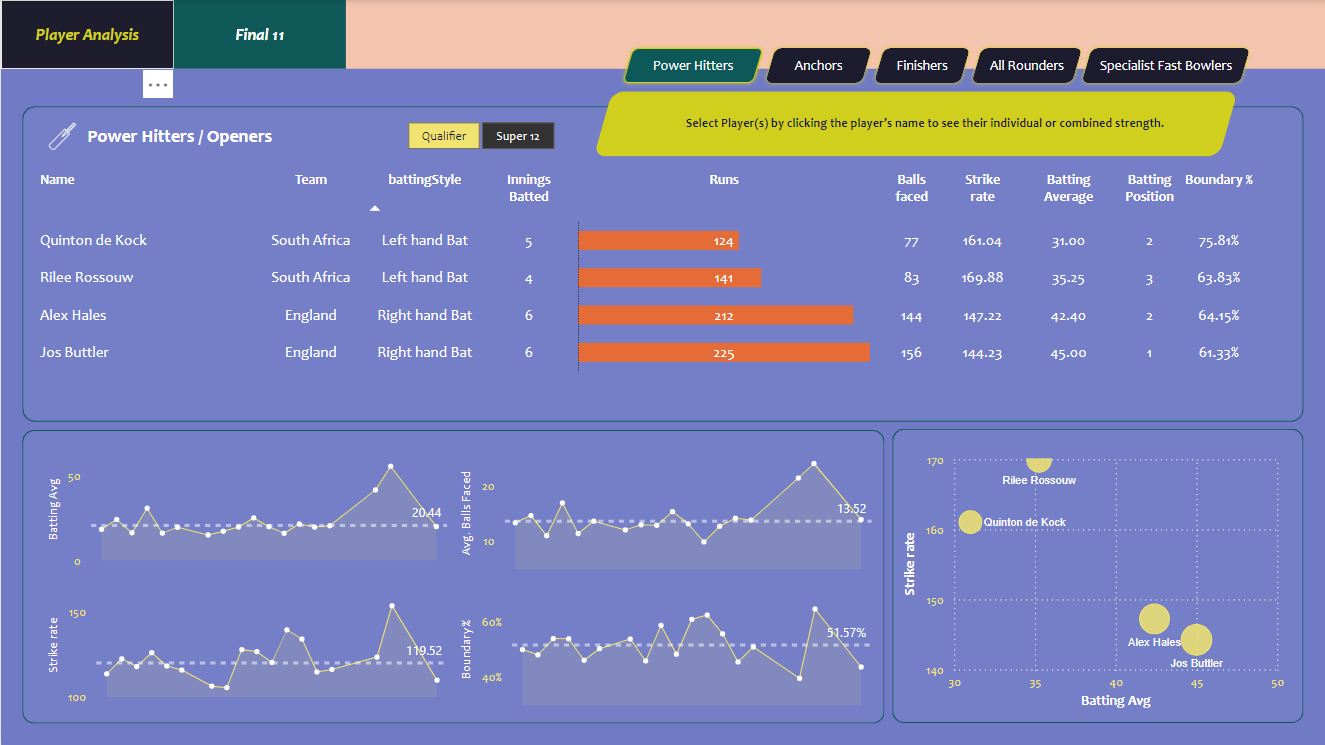 Player Analysis
Final 11
Power Hitters
Anchors
Finishers
All Rounders
Specialist Fast Bowlers
Select Player(s) by clicking the player's name to see their individual or combined strength.
Power Hitters / Openers
Qualifier
Super 12
Name Team battingStyle Innings Batted Runs Balls faced Strike rate Batting Average Batting Position Boundary %
Quinton de Kock South Africa Left hand Bat 5 124 77 161.04 31.00 2 75.81%
Rilee Rossouw South Africa Left hand Bat 4 141 83 169.88 35.25 3 63.83%
Alex Hales England Right hand Bat 6 212 144 147.22 42.40 2 64.15%
Jos Buttler England Right hand Bat 6 225 156 144.23 45.00 1 61.33%
Batting Avg
50
0
20.44
Avg. Balls Faced
20
10
13.52
Strike rate
150
100
119.52
Boundary %
60%
40%
51.57%
Strike rate
170
160
150
140
Rilee Rossouw
Quinton de Kock
Alex Hales
Jos Buttler
30 35 40 45 50
Batting Avg